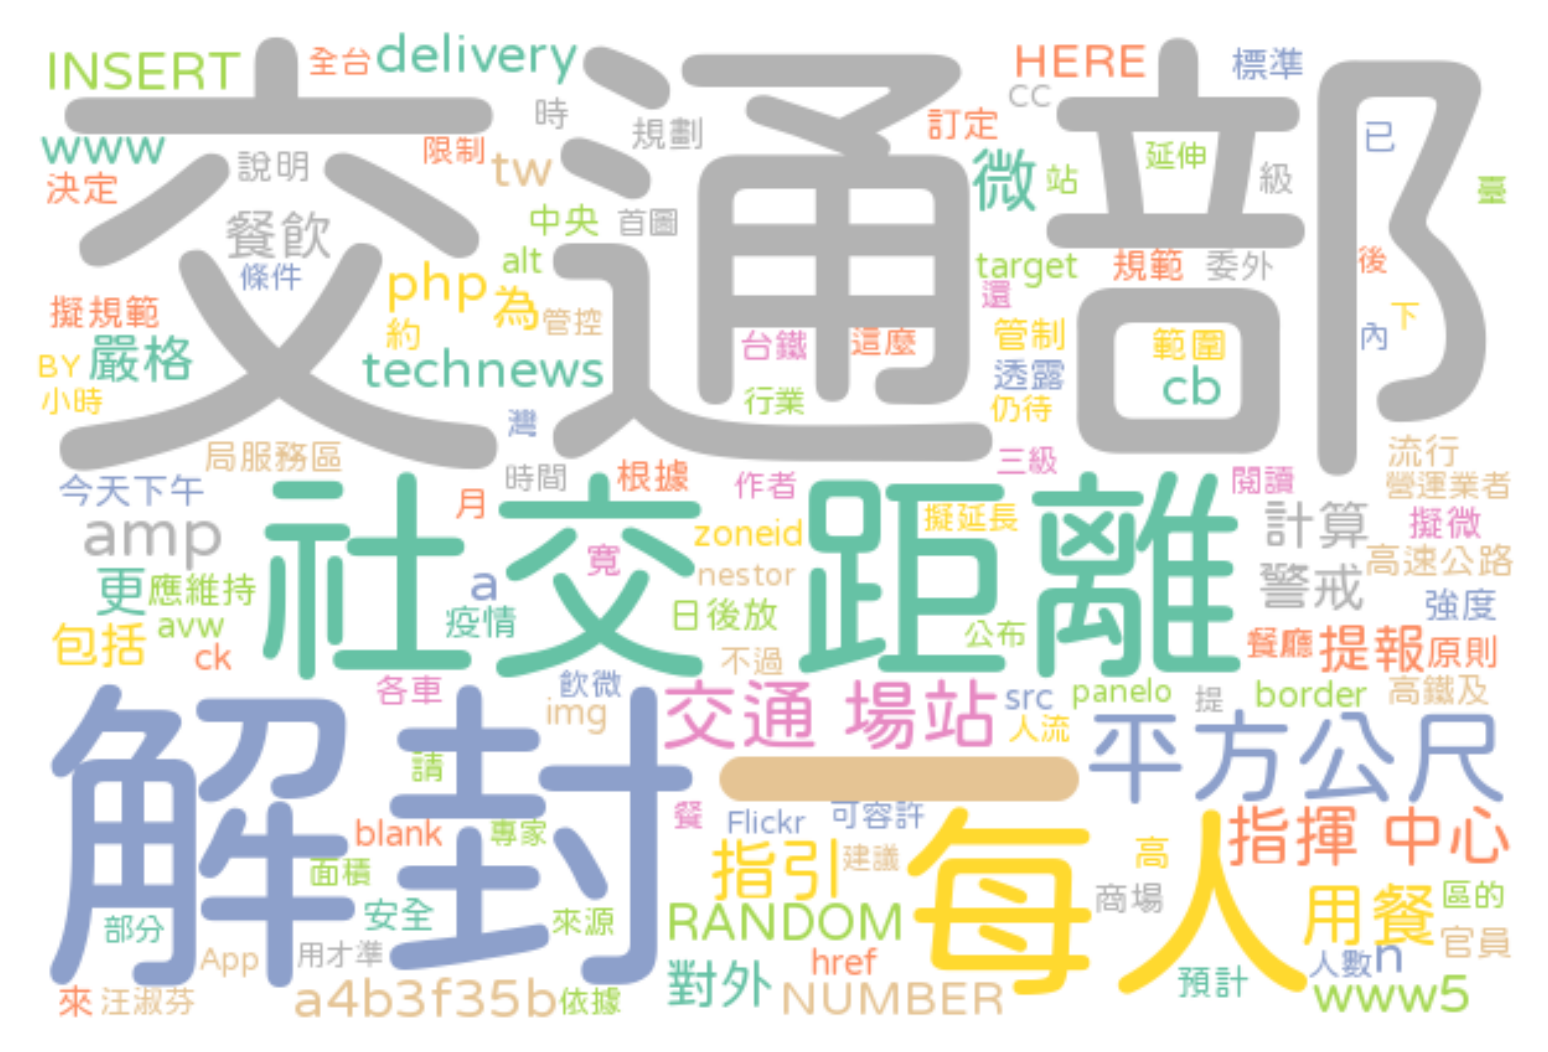 INSERT
全台
delivery
HERE
標準
交通部
CC
時
規劃
訂定
已
www
說明
限制
tw
微
站
延伸
級
決定
臺
餐飲
中央
首圖
條件
alt
php
為
target
規範
委外
後
還
擬規範
約
管控
台鐵
這麼
管制
範圍
內
下
BY
嚴格
technews
透露
cb
小時
行業
仍待
灣
局服務區
三級
流行
今天下午
月
時間
根據
作者
閱讀
營運業者
amp
社交距離
zoneid
擬延長
計算
擬微
寬
nestor
高速公路
更
應維持
a
警戒
強度
包括
avw
疫情
日後放
公布
餐廳
提報
原則
ck
不過
各車
飲微
img
交通 場站
src
panelo
提
border
高鐵及
人流
解封
平方公尺
請
一
餐
Flickr
可容許
blank
專家
每人
指揮 中心
面積
指引
建議
高
商場
用餐
區的
部分
安全
來源
RANDOM
官員
App
用才準
href
人數
n
對外
預計
來
汪淑芬
a4b3f35b
依據
NUMBER
www5